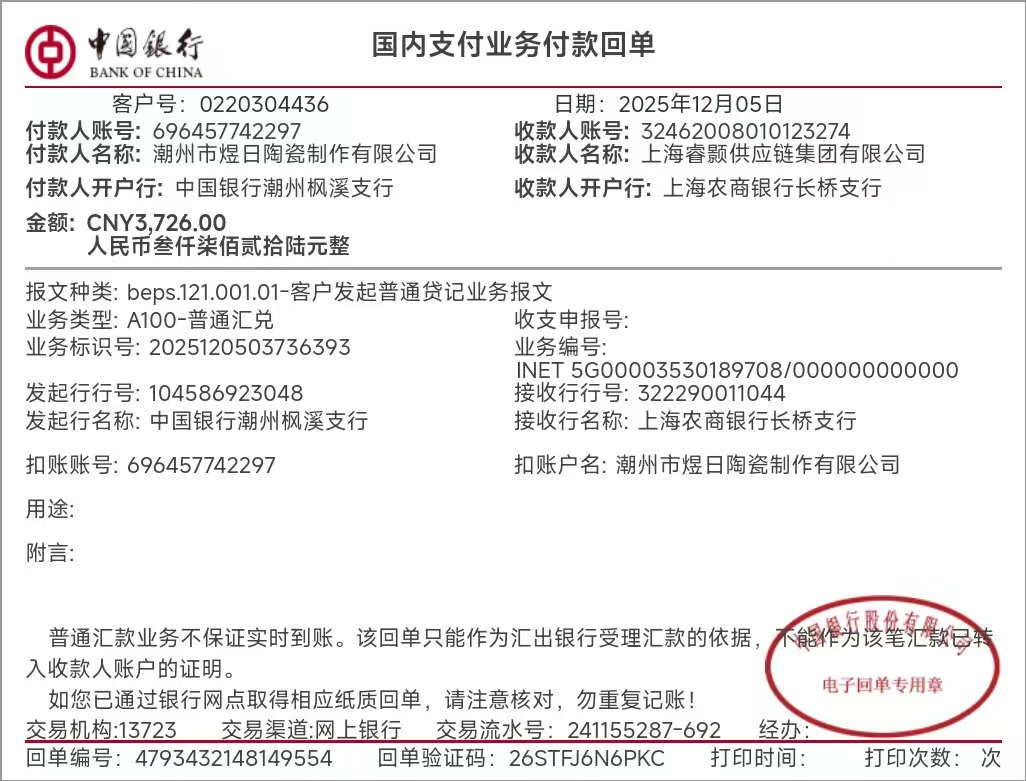 中国银行
BANK OF CHINA
国内支付业务付款回单
客户号：0220304436 日期：2025年12月05日
付款人账号: 696457742297 收款人账号: 32462008010123274
付款人名称: 潮州市煜日陶瓷制作有限公司 收款人名称: 上海睿颢供应链集团有限公司
付款人开户行: 中国银行潮州枫溪支行 收款人开户行: 上海农商银行长桥支行
金额: CNY3,726.00
人民币叁仟柒佰贰拾陆元整
报文种类: beps.121.001.01-客户发起普通贷记业务报文
业务类型: A100-普通汇兑 收支申报号:
业务标识号: 2025120503736393 业务编号:
INET 5G00003530189708/000000000000
发起行行号: 104586923048 接收行行号: 322290011044
发起行名称: 中国银行潮州枫溪支行 接收行名称: 上海农商银行长桥支行
扣账账号: 696457742297 扣账户名: 潮州市煜日陶瓷制作有限公司
用途:
附言:
普通汇款业务不保证实时到账。该回单只能作为汇出银行受理汇款的依据，不能作为该笔汇款已转
入收款人账户的证明。
如您已通过银行网点取得相应纸质回单，请注意核对，勿重复记账！
中国银行股份有限公司
电子回单专用章
交易机构:13723 交易渠道:网上银行 交易流水号：241155287-692 经办：
回单编号：4793432148149554 回单验证码：26STFJ6N6PKC 打印时间： 打印次数： 次